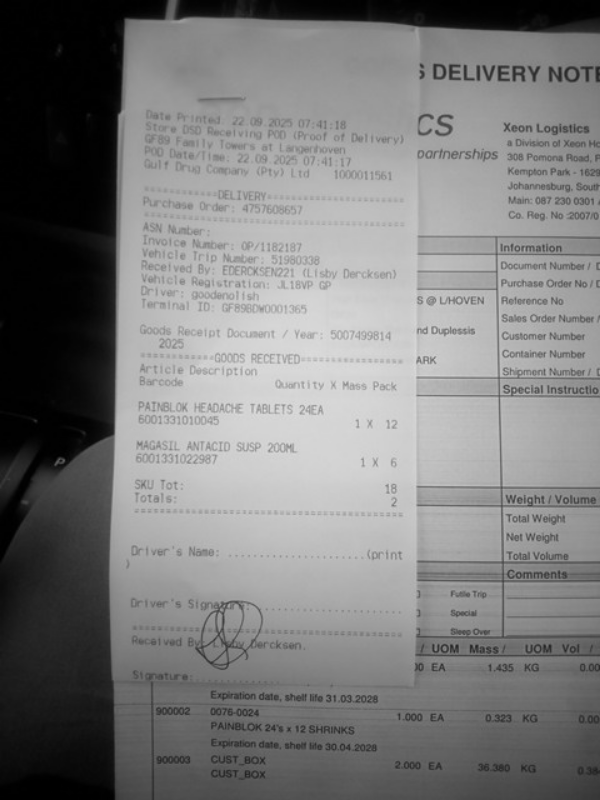 S DELIVERY NOTE
CS
partnerships
Xeon Logistics
a Division of Xeon
308 Pomona Road,
Kempton Park - 1629
Johannesburg, South
Main: 087 230 0301
Co. Reg. No :2007/0
Date Printed 22.09.2025 07:41:18
Store DSD Receiving POD (Proof of Delivery)
GF89 Family Towers at Langenhoven
POD Date/Time: 22.09.2025 07:41:17
Gulf Drug Company (Pty) Ltd 1000011561
============DELIVERY====================
Purchase Order: 4757608657
========================================
ASN Number:
Invoice Number: OP/1182187
Vehicle Trip Number: 51980338
Received By: EDERCKSEN221 (Lisby Dercksen)
Vehicle Registration: JL18VP GP
Driver: goodenolish
Terminal ID: GF89BDW0001365
Goods Receipt Document / Year: 5007499814
2025
===========GOODS RECEIVED===============
Article Description
Barcode Quantity X Mass Pack
PAINBLOK HEADACHE TABLETS 24EA
6001331010045 1 X 12
MAGASIL ANTACID SUSP 200ML
6001331022987 1 X 6
SKU Tot: 18
Totals: 2
========================================
Driver's Name: .....................(print
)
Driver's Signature: .....................
========================================
Received By: Lisby Dercksen.
Signature:..............................
Information
Document Number / D
Purchase Order No / D
S @ L/HOVEN Reference No
Sales Order Number /
nd Duplessis
Customer Number
ARK Container Number
Shipment Number / D
Special Instructio
Weight / Volume
Total Weight
Net Weight
Total Volume
Comments
Futile Trip
Special
Sleep Over
/ UOM Mass / UOM Vol /
00 EA 1.435 KG 0.00
Expiration date, shelf life 31.03.2028
900002 0076-0024 1.000 EA 0.323 KG 0.00
PAINBLOK 24's x 12 SHRINKS
Expiration date, shelf life 30.04.2028
900003 CUST_BOX 2.000 EA 36.380 KG 0.38
CUST_BOX